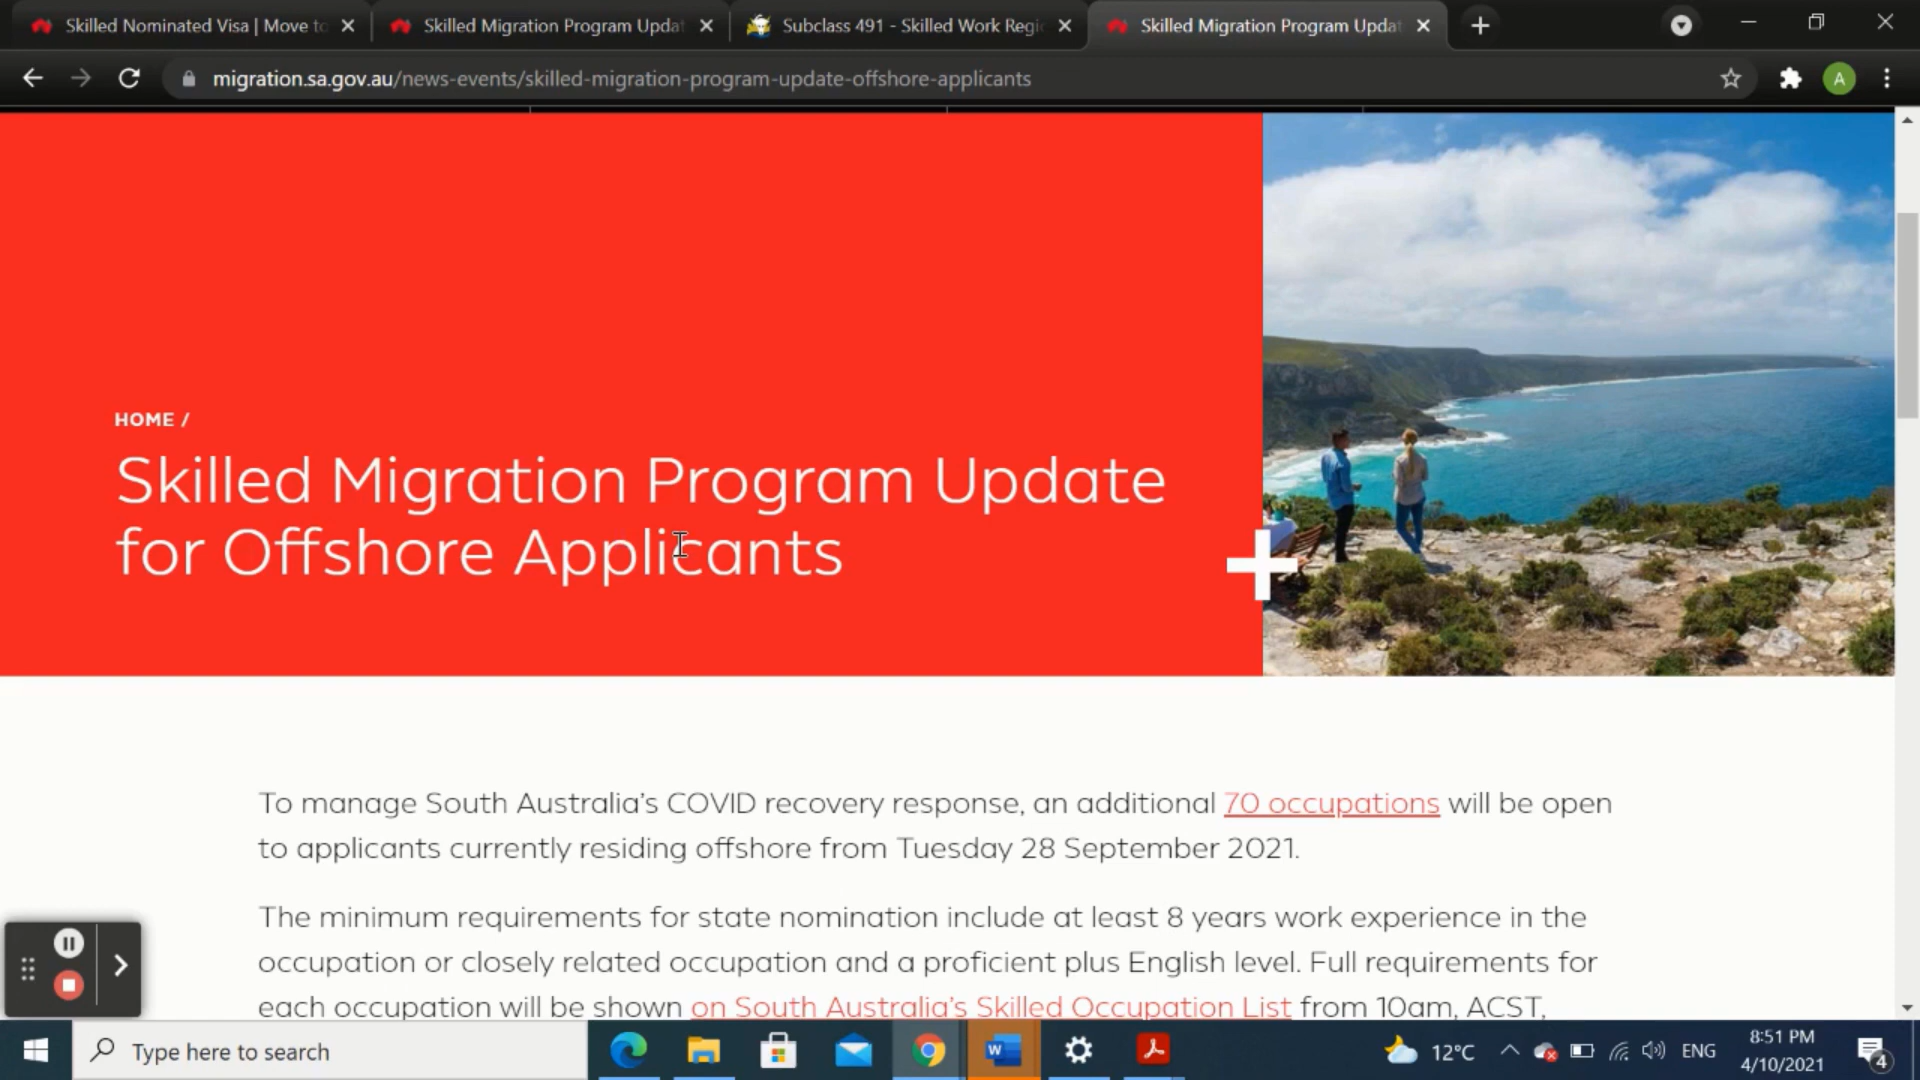 Skilled Nominated Visa | Move to
Skilled Migration Program Updat
Subclass 491 - Skilled Work Regi
Skilled Migration Program Updat
migration.sa.gov.au/news-events/skilled-migration-program-update-offshore-applicants
A
HOME /
Skilled Migration Program Update
for Offshore Applicants
To manage South Australia's COVID recovery response, an additional 70 occupations will be open
to applicants currently residing offshore from Tuesday 28 September 2021.
The minimum requirements for state nomination include at least 8 years work experience in the
occupation or closely related occupation and a proficient plus English level. Full requirements for
each occupation will be shown on South Australia's Skilled Occupation List from 10am, ACST,
Type here to search
W
12°C
ENG
8:51 PM
4/10/2021
4